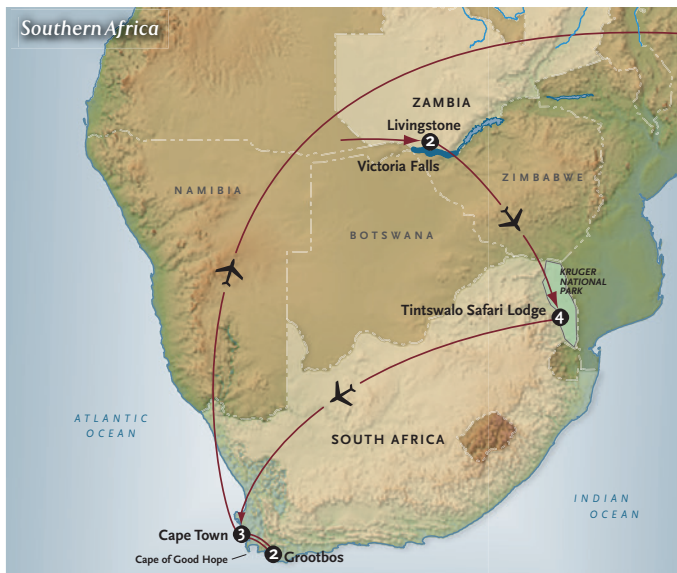 Southern Africa
ZAMBIA
Livingstone
2
Victoria Falls
ZIMBABWE
NAMIBIA
BOTSWANA
KRUGER
NATIONAL
PARK
Tintswalo Safari Lodge
4
ATLANTIC
OCEAN
SOUTH AFRICA
INDIAN
OCEAN
Cape Town
3
Cape of Good Hope
2
Grootbos